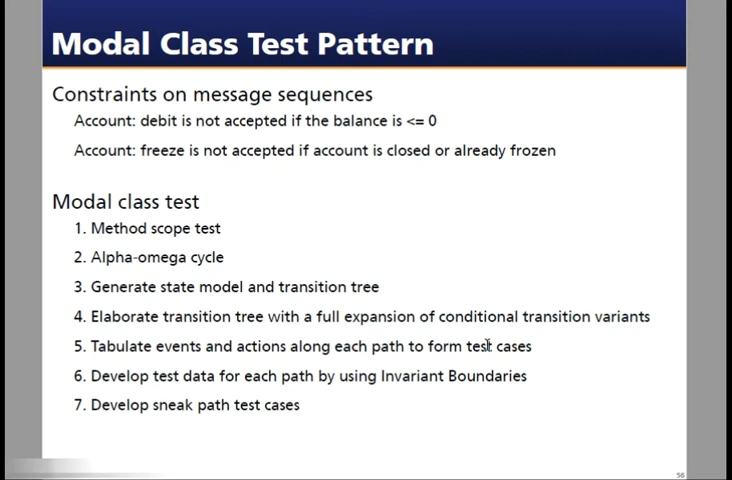 Modal Class Test Pattern
Constraints on message sequences
Account: debit is not accepted if the balance is <= 0
Account: freeze is not accepted if account is closed or already frozen
Modal class test
1. Method scope test
2. Alpha-omega cycle
3. Generate state model and transition tree
4. Elaborate transition tree with a full expansion of conditional transition variants
5. Tabulate events and actions along each path to form test cases
6. Develop test data for each path by using Invariant Boundaries
7. Develop sneak path test cases
56